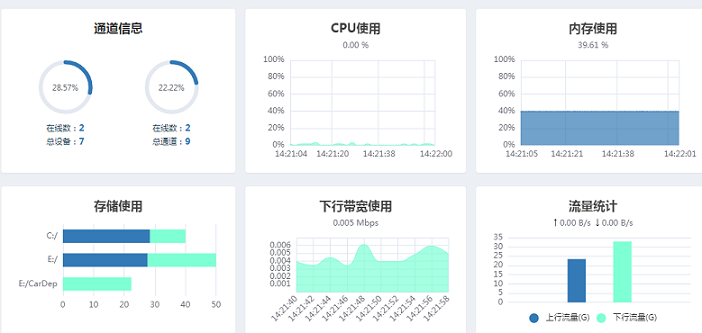 通道信息
28.57%
22.22%
在线数：2
在线数：2
总设备：7
总通道：9
CPU使用
0.00 %
100%
80%
60%
40%
20%
0%
14:21:04
14:21:20
14:21:38
14:22:00
内存使用
39.61 %
100%
80%
60%
40%
20%
0%
14:21:05
14:21:21
14:21:38
14:22:01
存储使用
C:/
E:/
E:/CarDep
0 10 20 30 40 50
下行带宽使用
0.005 Mbps
0.006
0.005
0.004
0.003
0.002
0.001
14:21:40
14:21:42
14:21:44
14:21:46
14:21:48
14:21:50
14:21:52
14:21:54
14:21:56
14:21:58
流量统计
↑0.00 B/s ↓0.00 B/s
35
30
25
20
15
10
5
0
上行流量(G) 下行流量(G)